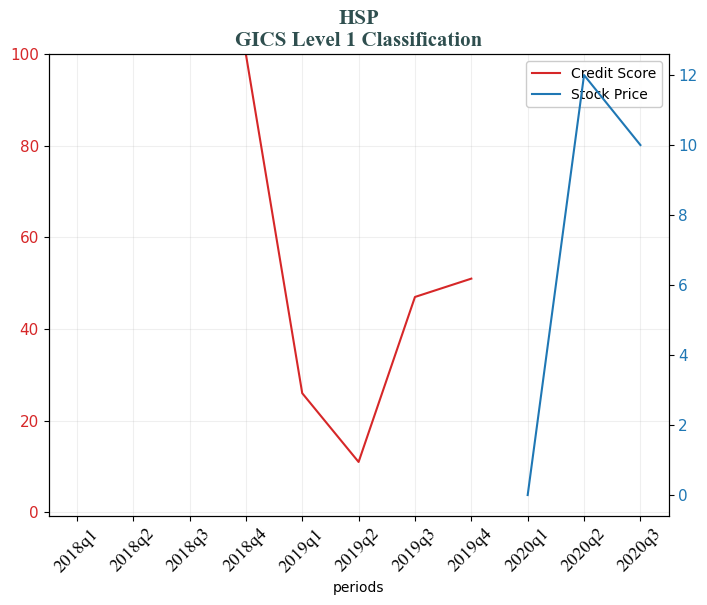 HSP
GICS Level 1 Classification
Credit Score
Stock Price
100
80
60
40
20
0
12
10
8
6
4
2
0
2018q1
2018q2
2018q3
2018q4
2019q1
2019q2
2019q3
2019q4
2020q1
2020q2
2020q3
periods